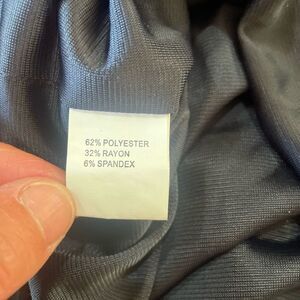 62% POLYESTER
32% RAYON
6% SPANDEX